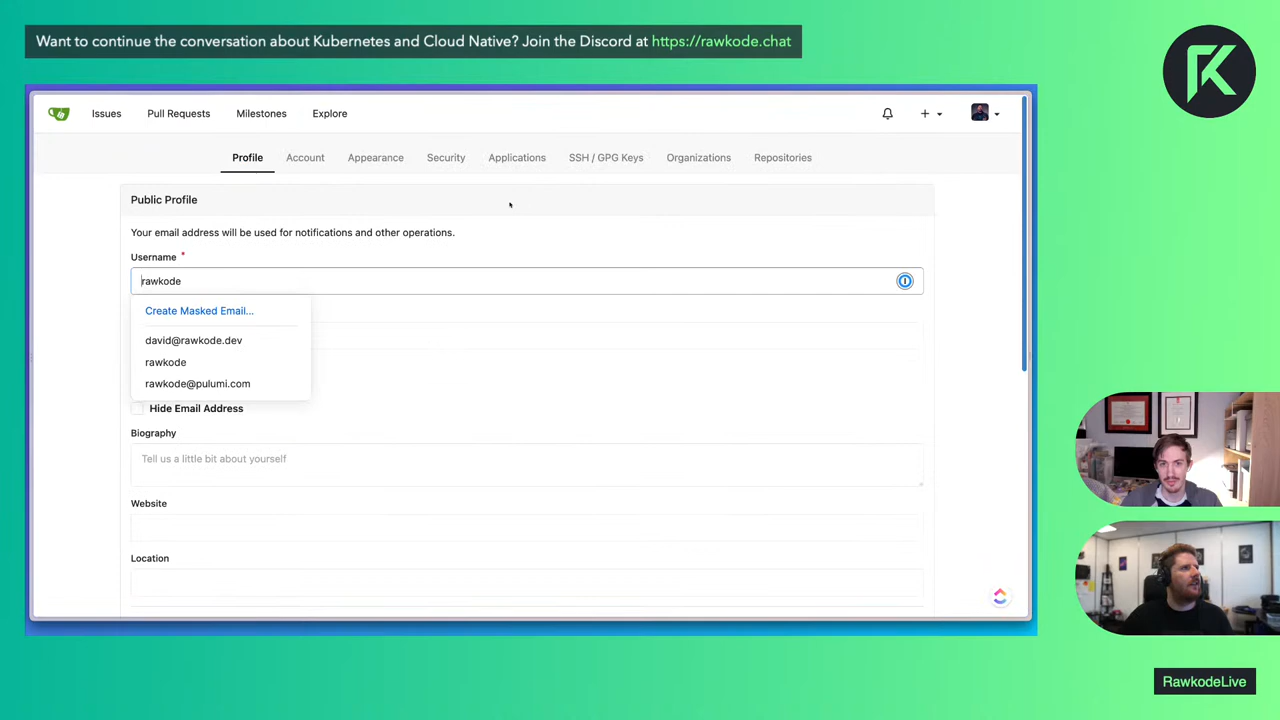 Want to continue the conversation about Kubernetes and Cloud Native? Join the Discord at https://rawkode.chat
Issues Pull Requests Milestones Explore
Profile Account Appearance Security Applications SSH / GPG Keys Organizations Repositories
Public Profile
Your email address will be used for notifications and other operations.
Username *
rawkode
Create Masked Email...
david@rawkode.dev
rawkode
rawkode@pulumi.com
Hide Email Address
Biography
Tell us a little bit about yourself
Website
Location
RawkodeLive